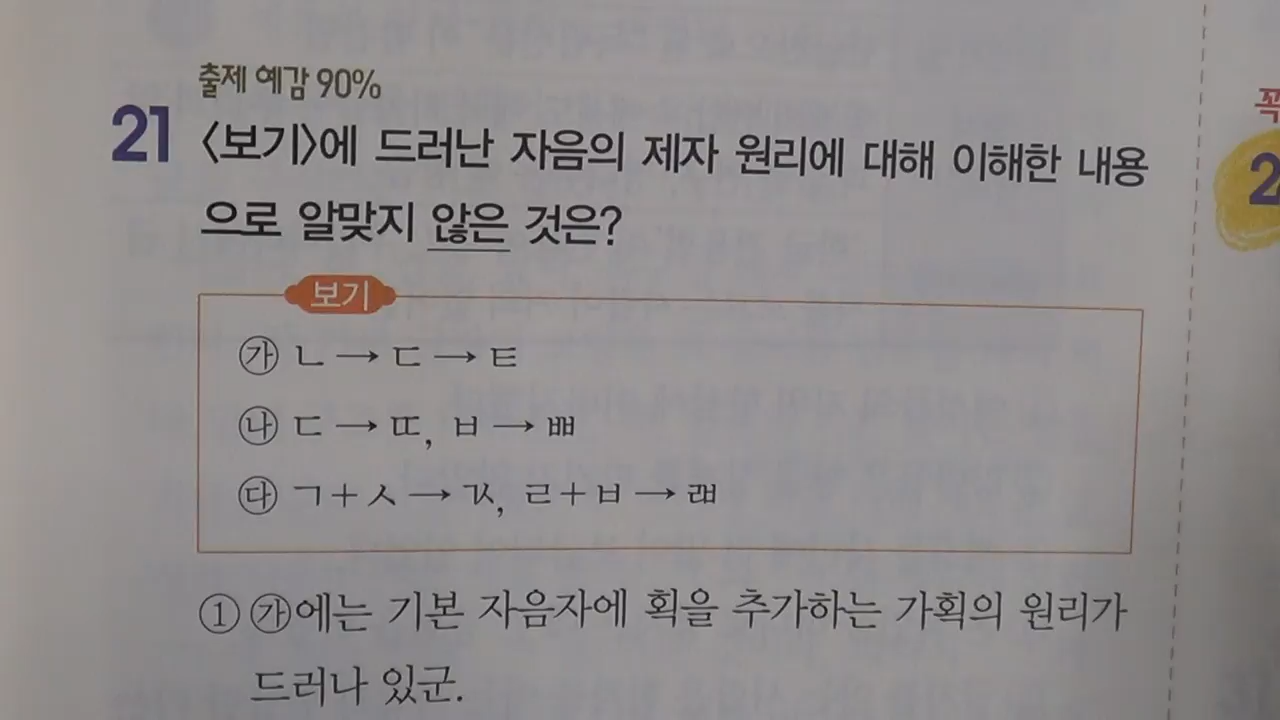 출제 예감 90%
21 <보기>에 드러난 자음의 제자 원리에 대해 이해한 내용
으로 알맞지 않은 것은?
보기
㉮ ㄴ → ㄷ → ㅌ
㉯ ㄷ → ㄸ, ㅂ → ㅃ
㉰ ㄱ + ㅅ → ㄳ, ㄹ + ㅂ → ㄼ
① ㉮에는 기본 자음자에 획을 추가하는 가획의 원리가
드러나 있군.
꼭
2